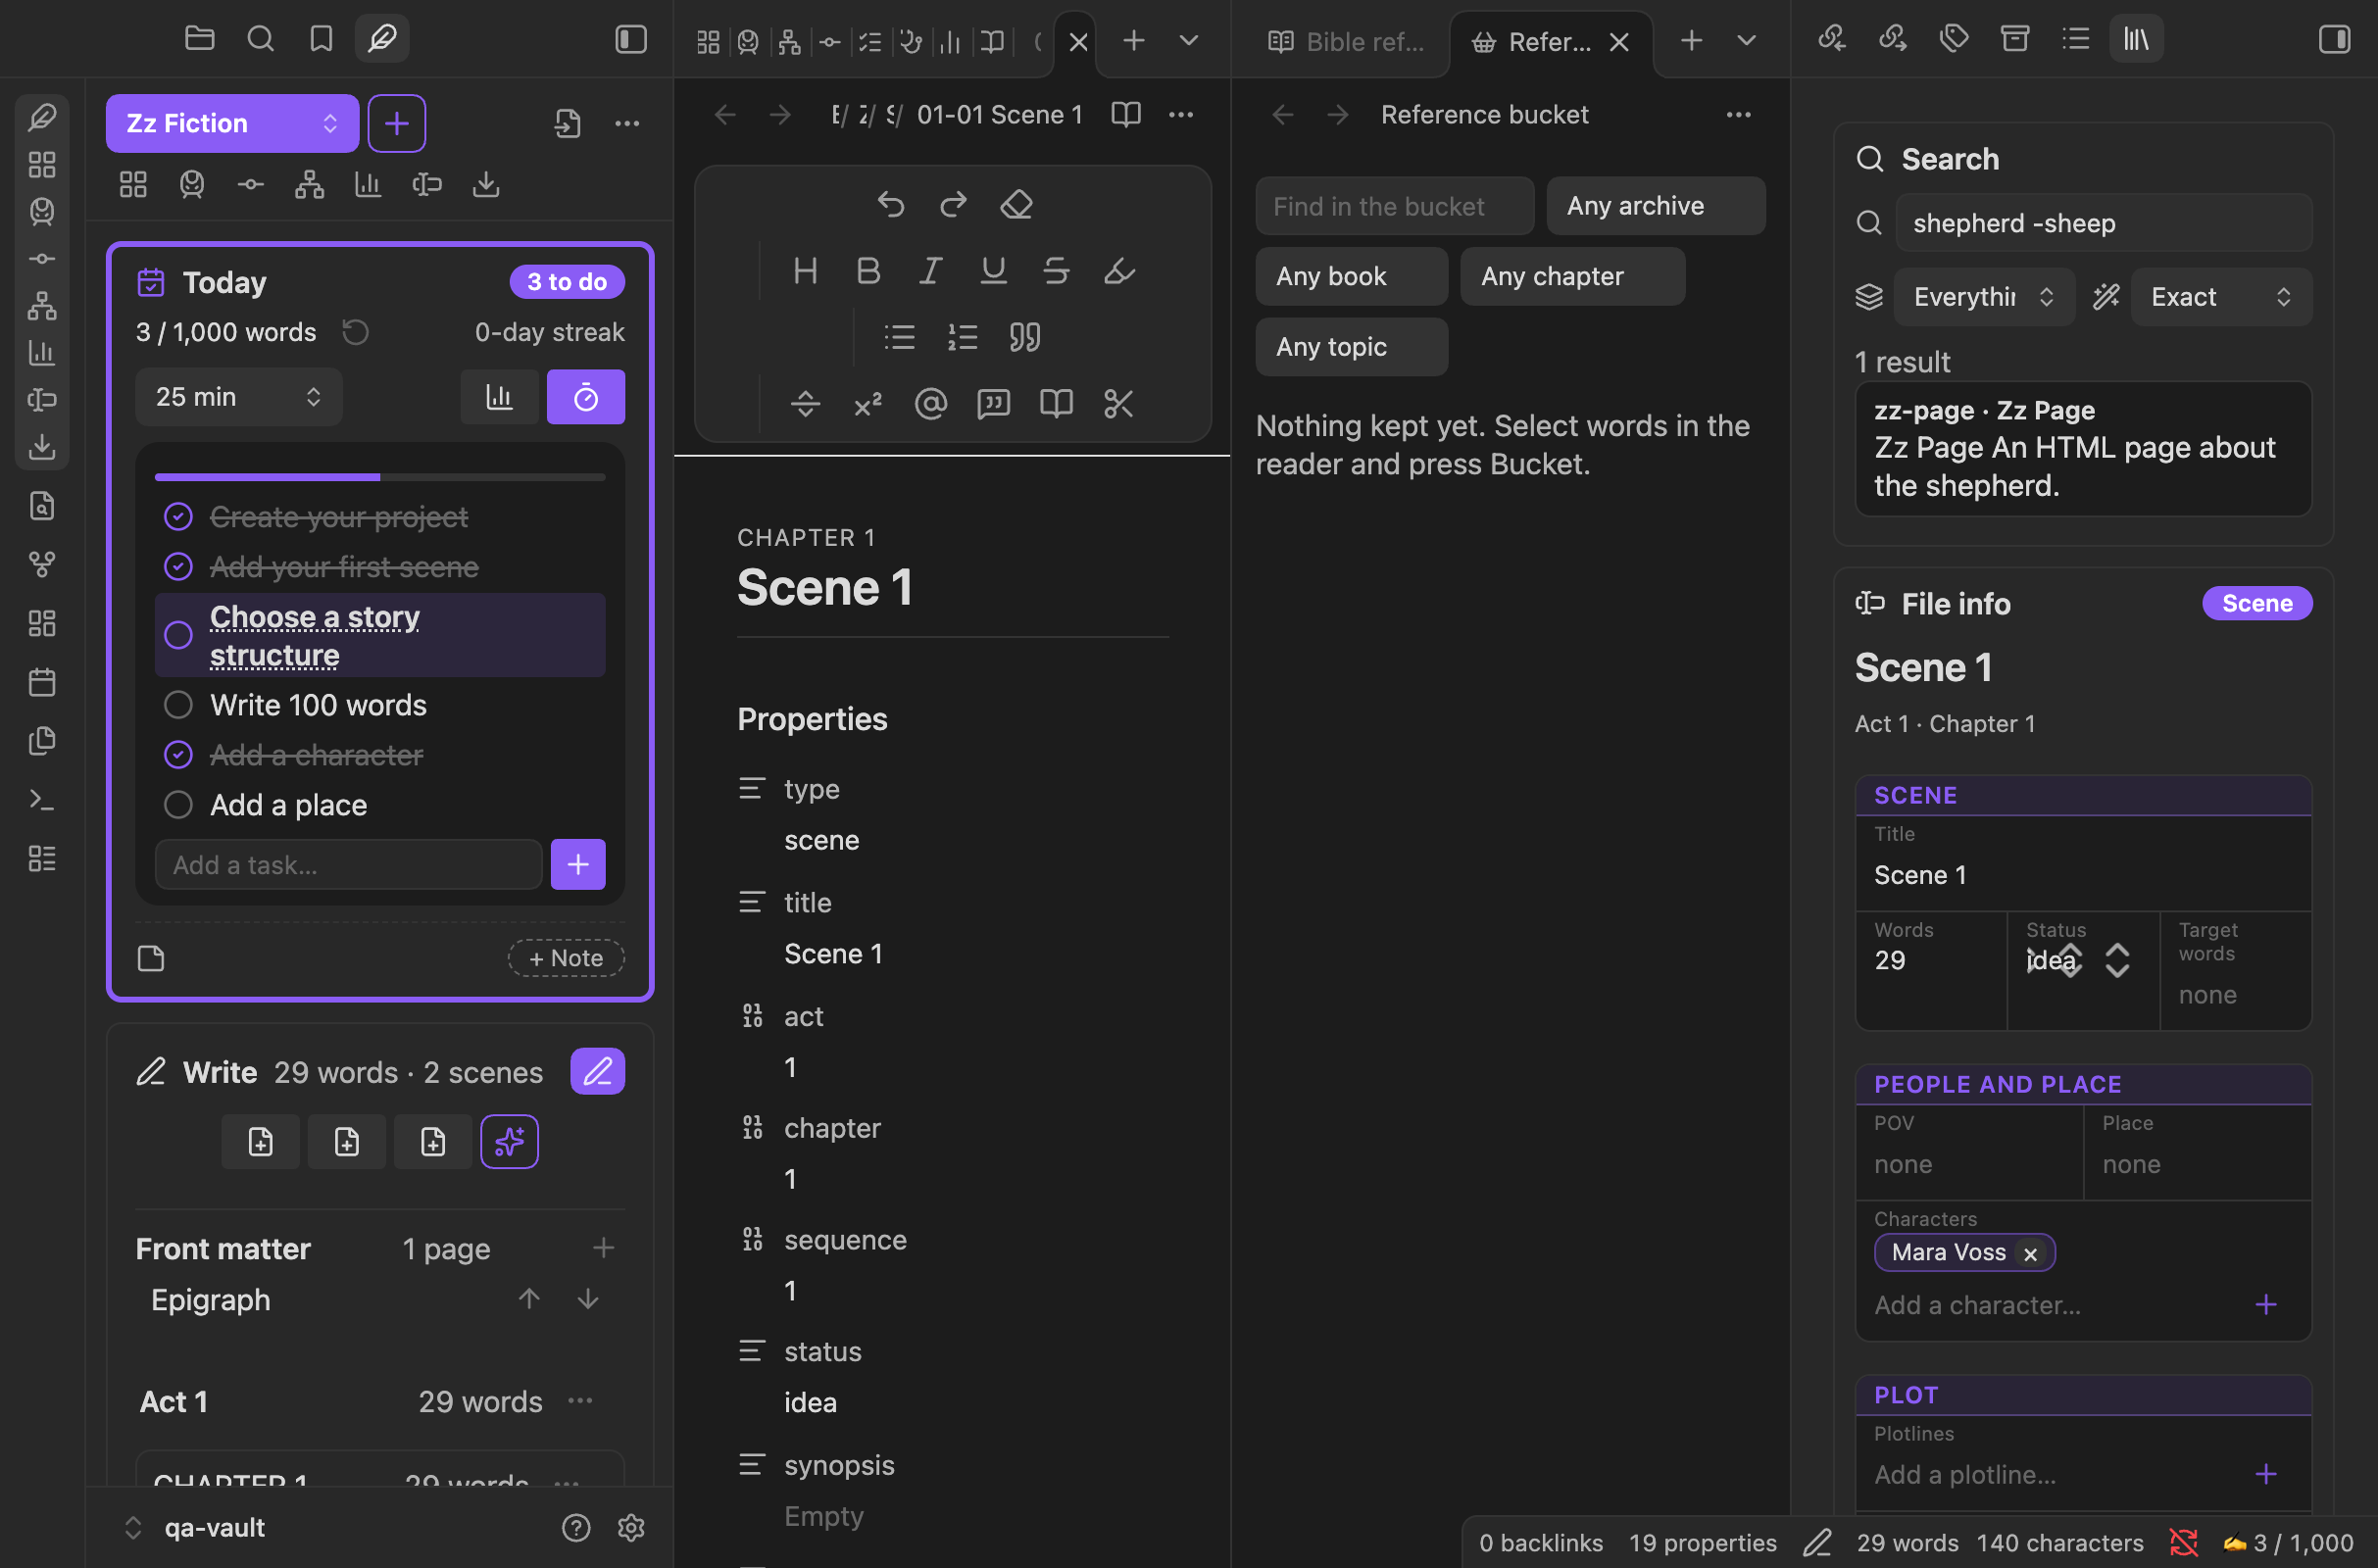 Zz Fiction
Today
3 to do
3 / 1,000 words
0-day streak
25 min
Create your project
Add your first scene
Choose a story
structure
Write 100 words
Add a character
Add a place
Add a task...
+ Note
Write 29 words · 2 scenes
Front matter
1 page
Epigraph
Act 1
29 words
CHAPTER 1
29 words
qa-vault
01-01 Scene 1
CHAPTER 1
Scene 1
Properties
type
scene
title
Scene 1
act
1
chapter
1
sequence
1
status
idea
synopsis
Empty
Bible ref...
Refer...
Reference bucket
Find in the bucket
Any archive
Any book
Any chapter
Any topic
Nothing kept yet. Select words in the
reader and press Bucket.
Search
shepherd -sheep
Exact
1 result
zz-page · Zz Page
Zz Page An HTML page about
the shepherd.
File info
Scene
Scene 1
Act 1 · Chapter 1
SCENE
Title
Scene 1
Words
29
Status
idea
Target
words
none
PEOPLE AND PLACE
POV
none
Place
none
Characters
Mara Voss
Add a character...
PLOT
Plotlines
Add a plotline...
0 backlinks
19 properties
29 words
140 characters
3 / 1,000